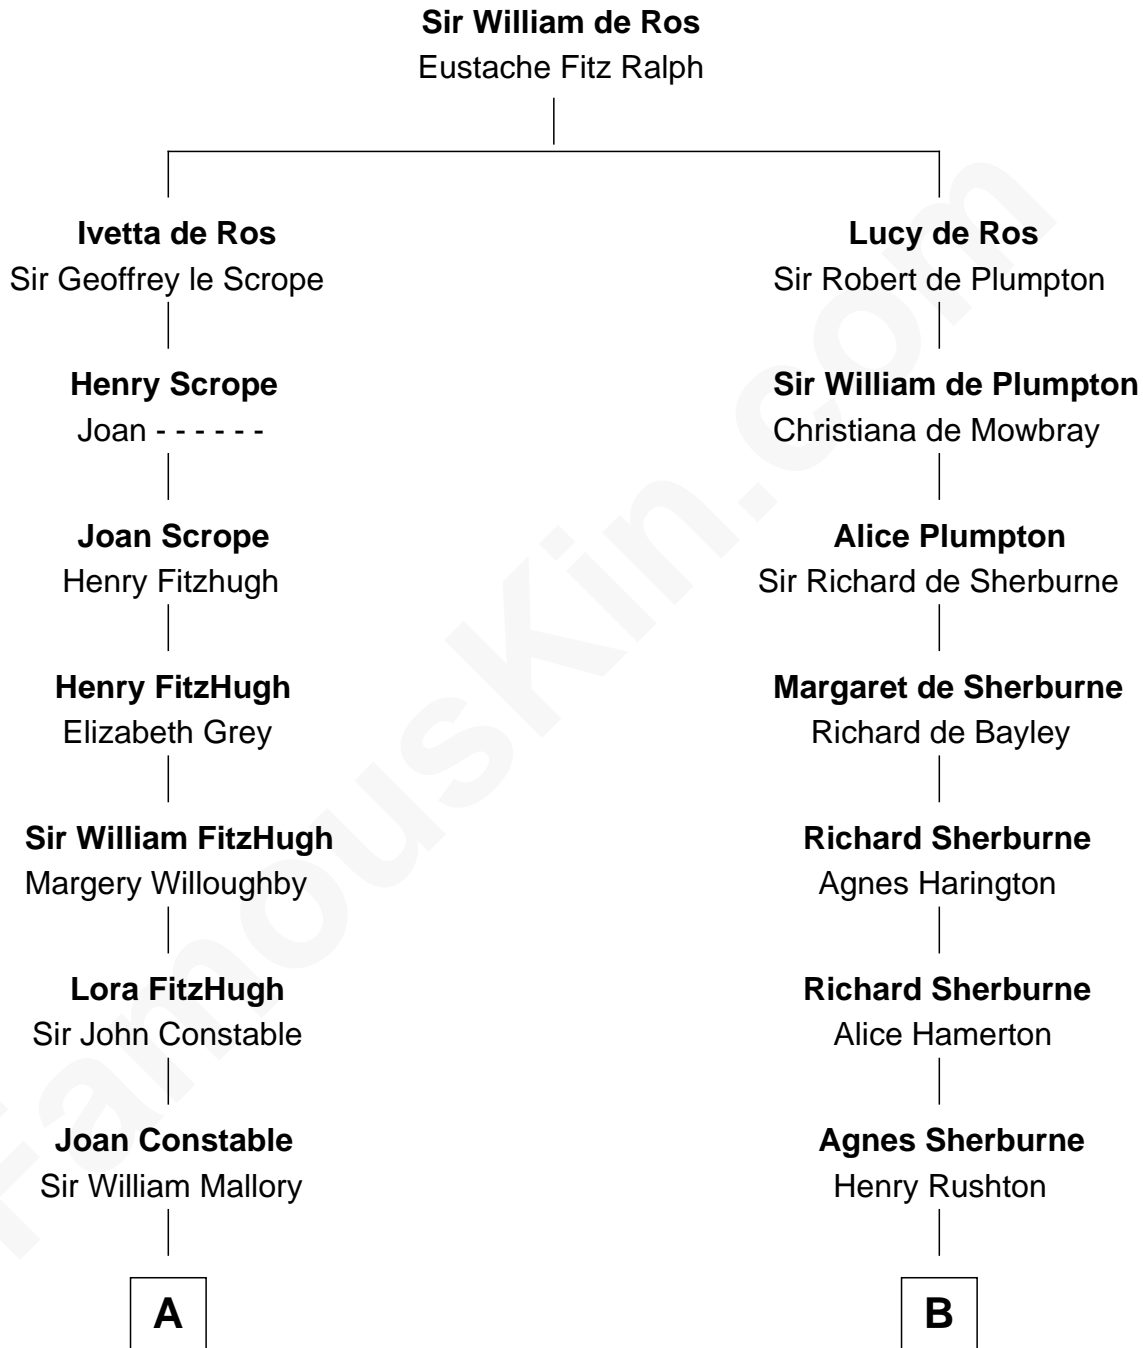 Sir William de Ros
Eustache Fitz Ralph
Ivetta de Ros
Sir Geoffrey le Scrope
Henry Scrope
Joan - - - - - -
Joan Scrope
Henry Fitzhugh
Henry FitzHugh
Elizabeth Grey
Sir William FitzHugh
Margery Willoughby
Lora FitzHugh
Sir John Constable
Joan Constable
Sir William Mallory
A
Lucy de Ros
Sir Robert de Plumpton
Sir William de Plumpton
Christiana de Mowbray
Alice Plumpton
Sir Richard de Sherburne
Margaret de Sherburne
Richard de Bayley
Richard Sherburne
Agnes Harington
Richard Sherburne
Alice Hamerton
Agnes Sherburne
Henry Rushton
B
FamousKin.com